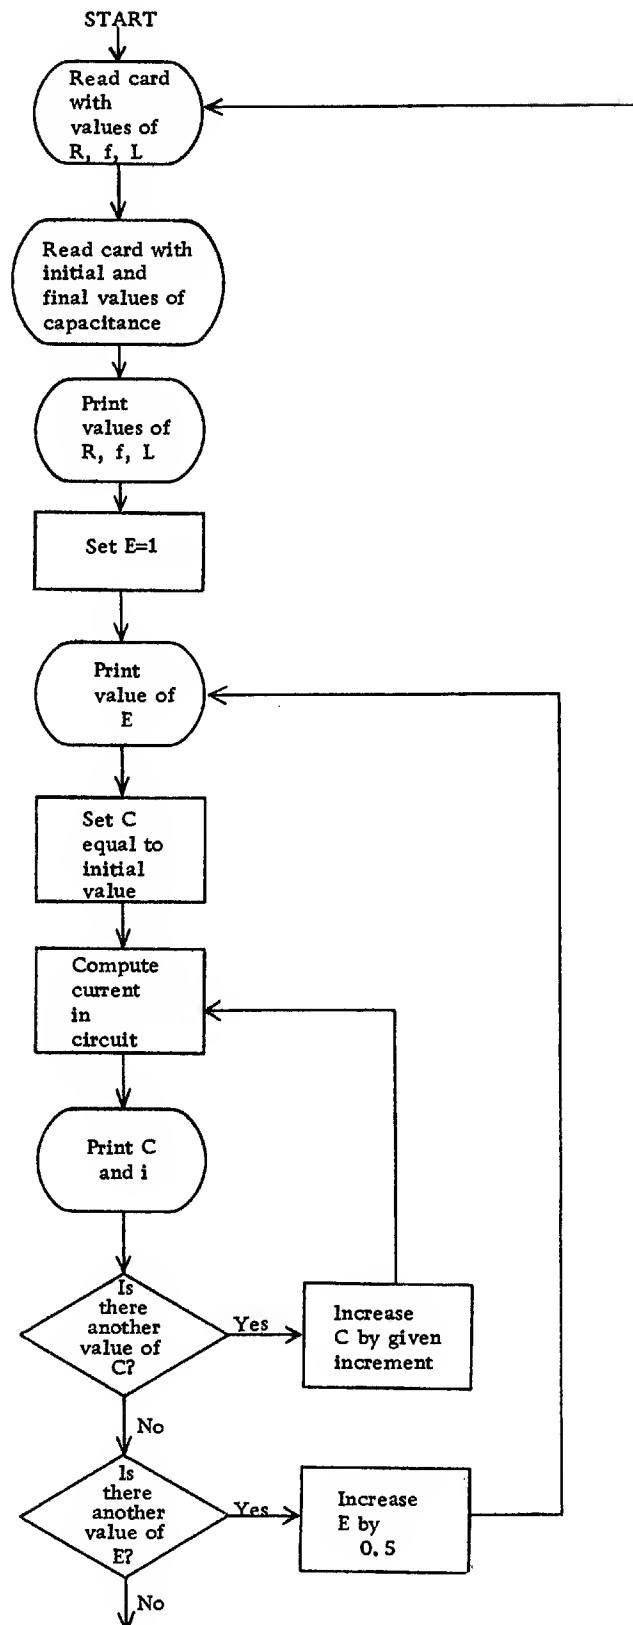 START
Read card
with
values of
R, f, L
Read card with
initial and
final values of
capacitance
Print
values of
R, f, L
Set E=1
Print
value of
E
Set C
equal to
initial
value
Compute
current
in
circuit
Print C
and i
Is
there
another
value of
C?
Yes
Increase
C by given
increment
No
Is
there
another
value of
E?
Yes
Increase
E by
0.5
No